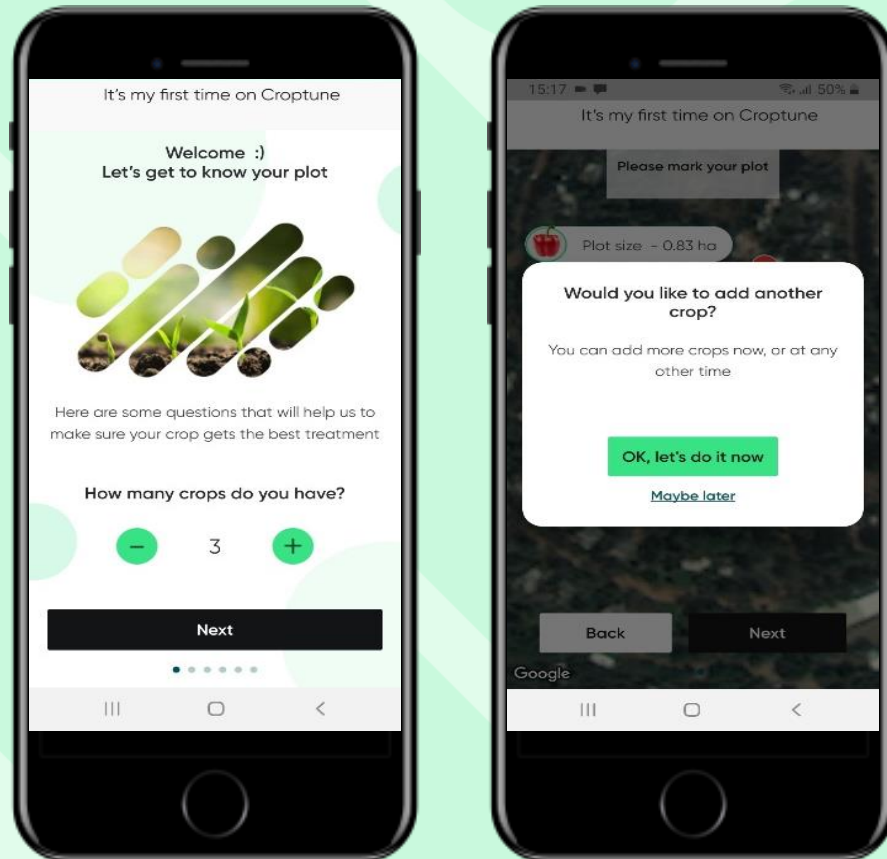 It's my first time on Croptune
Welcome :)
Let's get to know your plot
Here are some questions that will help us to
make sure your crop gets the best treatment
How many crops do you have?
3
Next
15:17
50%
It's my first time on Croptune
Please mark your plot
Plot size - 0.83 ha
Would you like to add another
crop?
You can add more crops now, or at any
other time
OK, let's do it now
Maybe later
Back
Next
Google